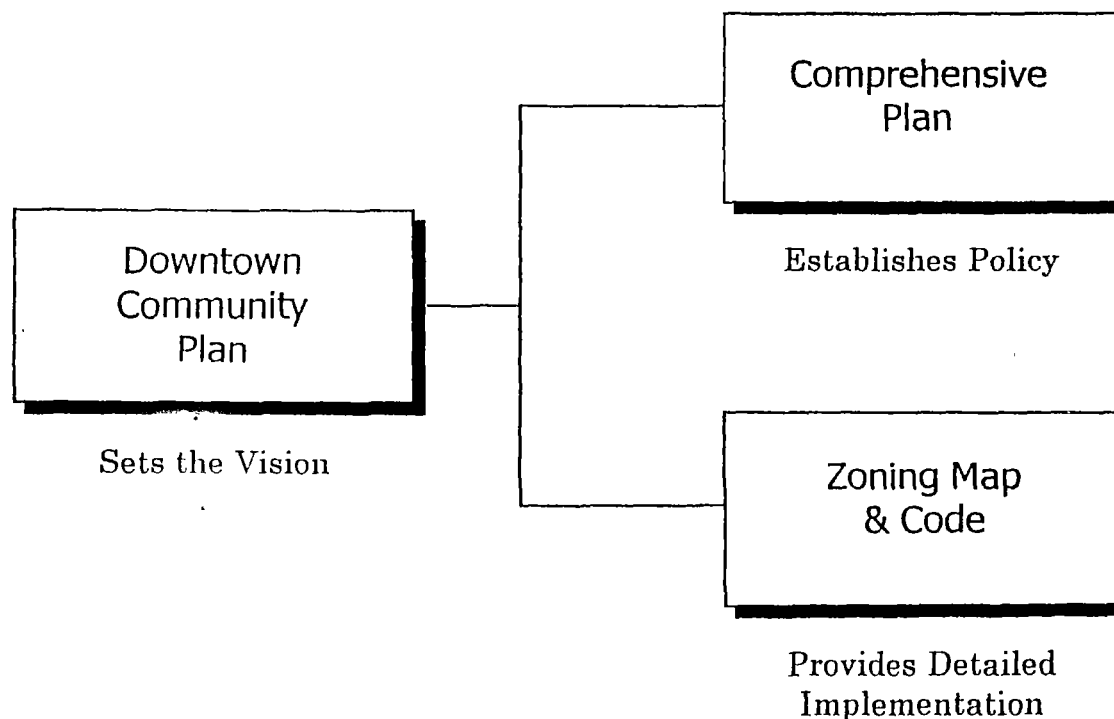 Comprehensive
Plan
Establishes Policy
Downtown
Community
Plan
Sets the Vision
Zoning Map
& Code
Provides Detailed
Implementation